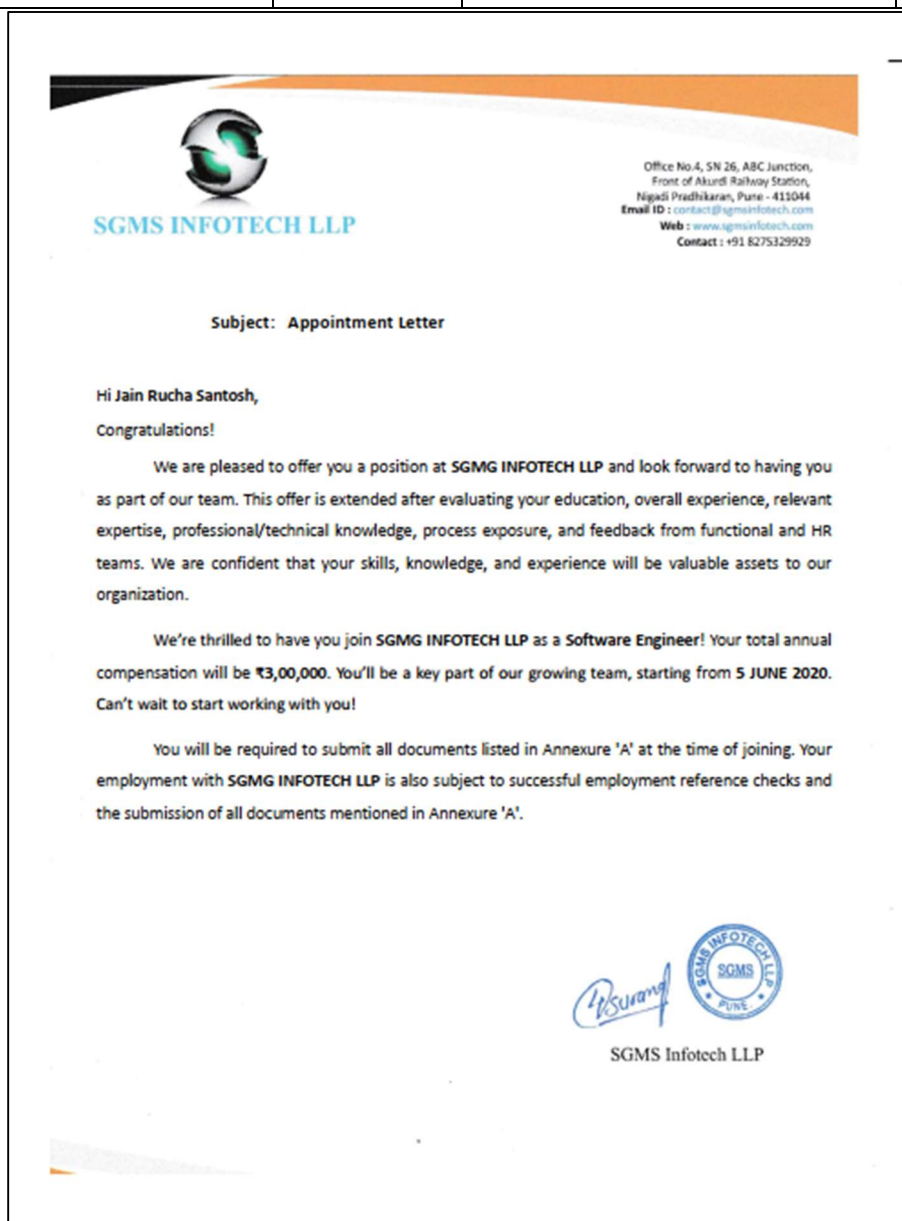 SGMS INFOTECH LLP
Office No.4, SN 26, ABC Junction,
Front of Akurdi Railway Station,
Nigadi Pradhikaran, Pune - 411044
Email ID : contact@sgmsinfotech.com
Web : www.sgmsinfotech.com
Contact : +91 8275329929
Subject: Appointment Letter
Hi Jain Rucha Santosh,
Congratulations!
We are pleased to offer you a position at SGMG INFOTECH LLP and look forward to having you
as part of our team. This offer is extended after evaluating your education, overall experience, relevant
expertise, professional/technical knowledge, process exposure, and feedback from functional and HR
teams. We are confident that your skills, knowledge, and experience will be valuable assets to our
organization.
We're thrilled to have you join SGMG INFOTECH LLP as a Software Engineer! Your total annual
compensation will be ₹3,00,000. You'll be a key part of our growing team, starting from 5 JUNE 2020.
Can't wait to start working with you!
You will be required to submit all documents listed in Annexure 'A' at the time of joining. Your
employment with SGMG INFOTECH LLP is also subject to successful employment reference checks and
the submission of all documents mentioned in Annexure 'A'.
SGMS INFOTECH LLP
SGMS
PUNE.
SGMS Infotech LLP